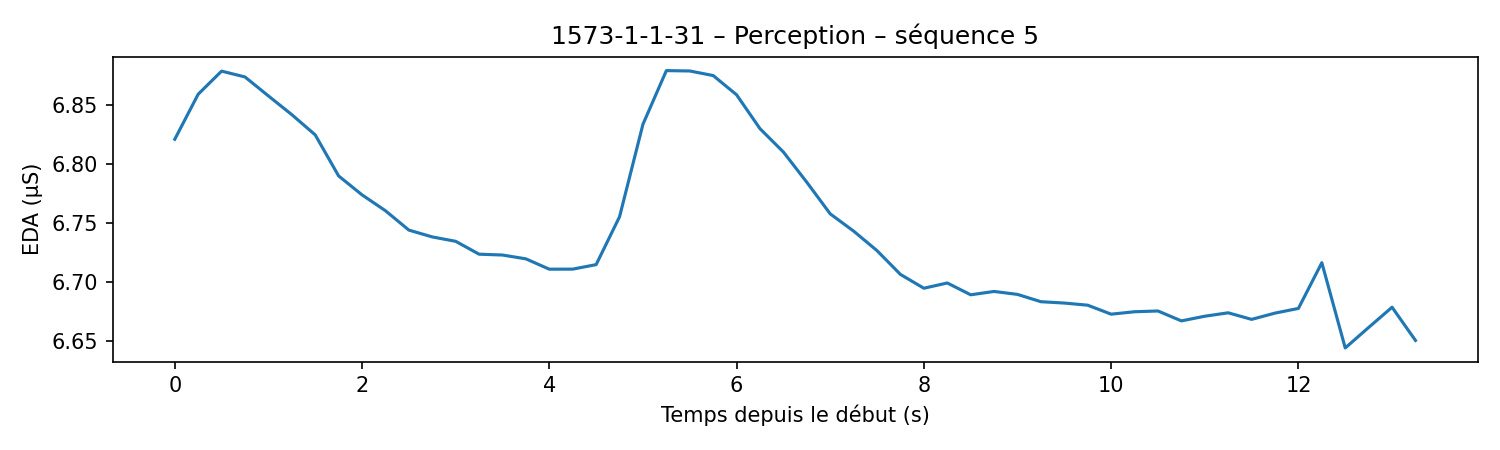 1573-1-1-31 – Perception – séquence 5
EDA (µS)
6.85
6.80
6.75
6.70
6.65
0 2 4 6 8 10 12
Temps depuis le début (s)